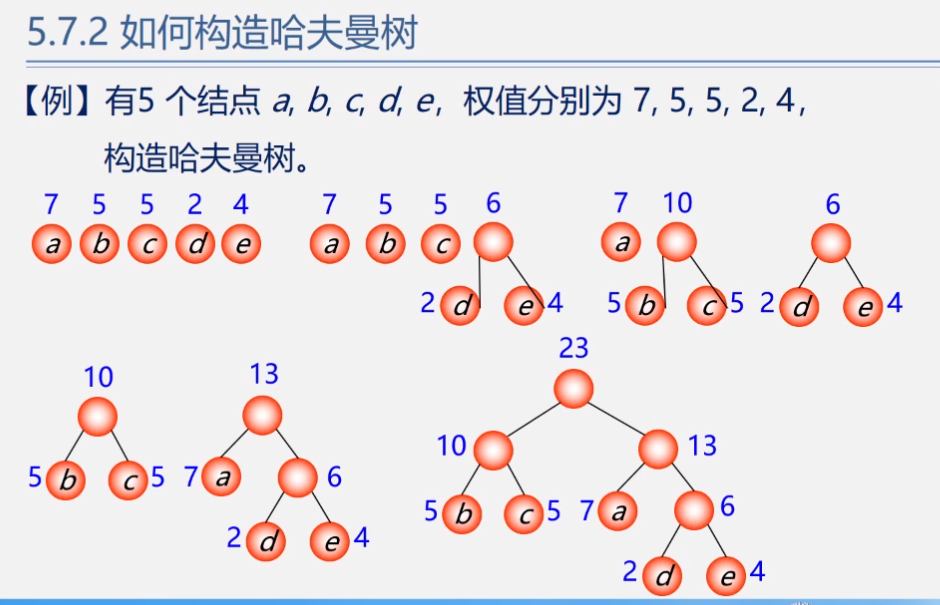 5.7.2 如何构造哈夫曼树
【例】有5 个结点 a, b, c, d, e, 权值分别为 7, 5, 5, 2, 4,
构造哈夫曼树。
7 5 5 2 4 7 5 5 6 7 10 6
a b c d e a b c a
2 d e 4 5 b c 5 2 d e 4
23
10 13
10 13
5 b c 5 7 a 6
5 b c 5 7 a 6
2 d e 4
2 d e 4